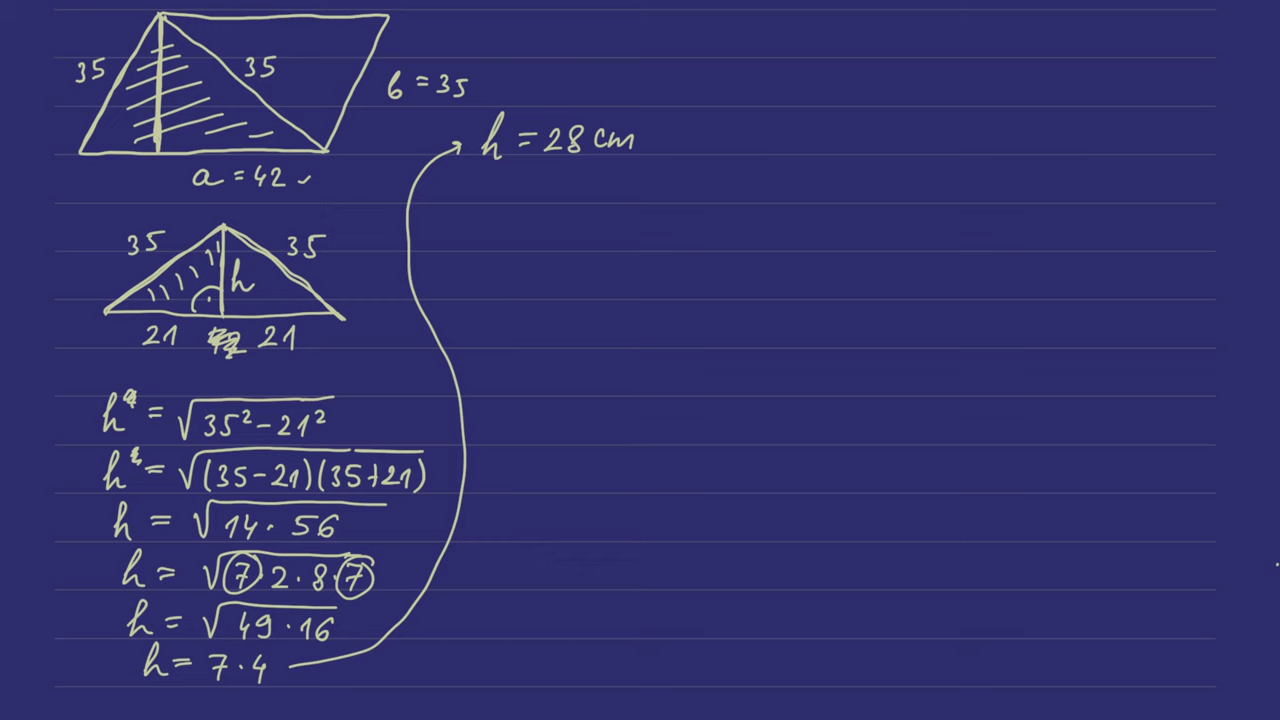 35
35
b = 35
h = 28 cm
a = 42
35
35
h
21
21
h = √(35² - 21²)
h = √((35-21)(35+21))
h = √(14 · 56)
h = √(7 · 2 · 8 · 7)
h = √(49 · 16)
h = 7 · 4